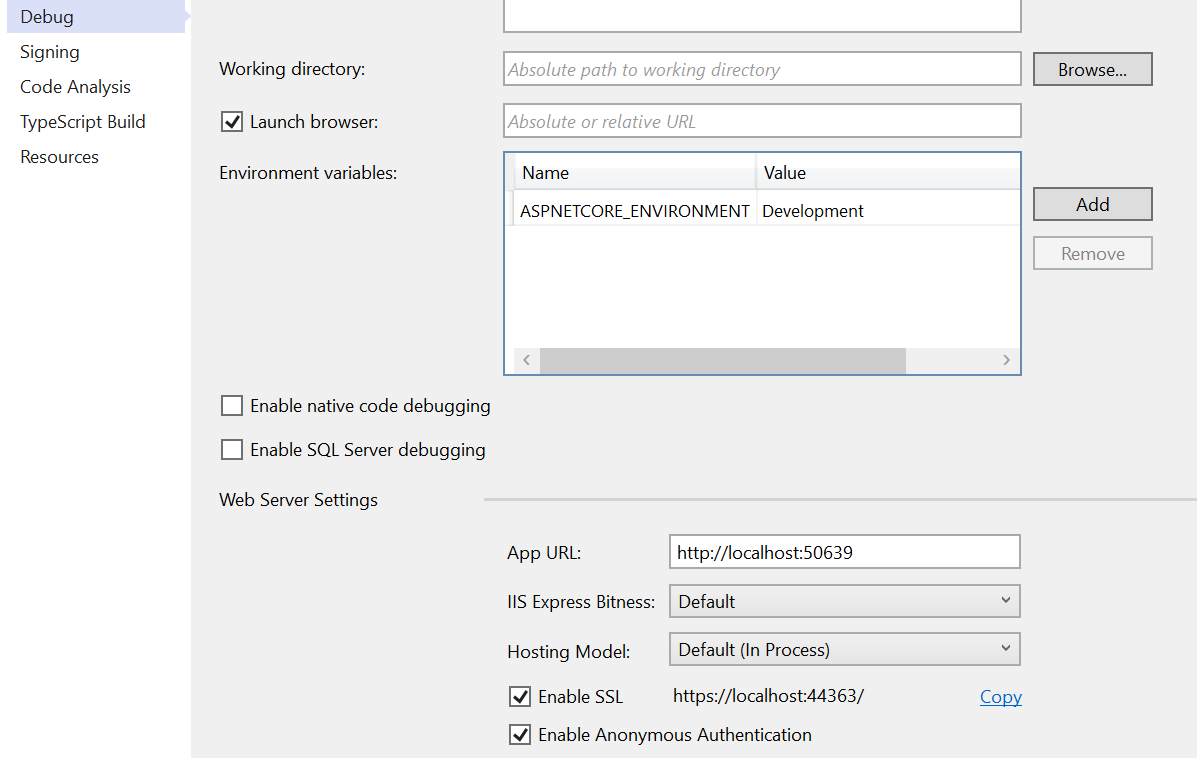 Debug
Signing
Code Analysis
TypeScript Build
Resources
Working directory:
Absolute path to working directory
Browse...
Launch browser:
Absolute or relative URL
Environment variables:
Name Value
ASPNETCORE_ENVIRONMENT Development
Add
Remove
Enable native code debugging
Enable SQL Server debugging
Web Server Settings
App URL: http://localhost:50639
IIS Express Bitness: Default
Hosting Model: Default (In Process)
Enable SSL https://localhost:44363/ Copy
Enable Anonymous Authentication